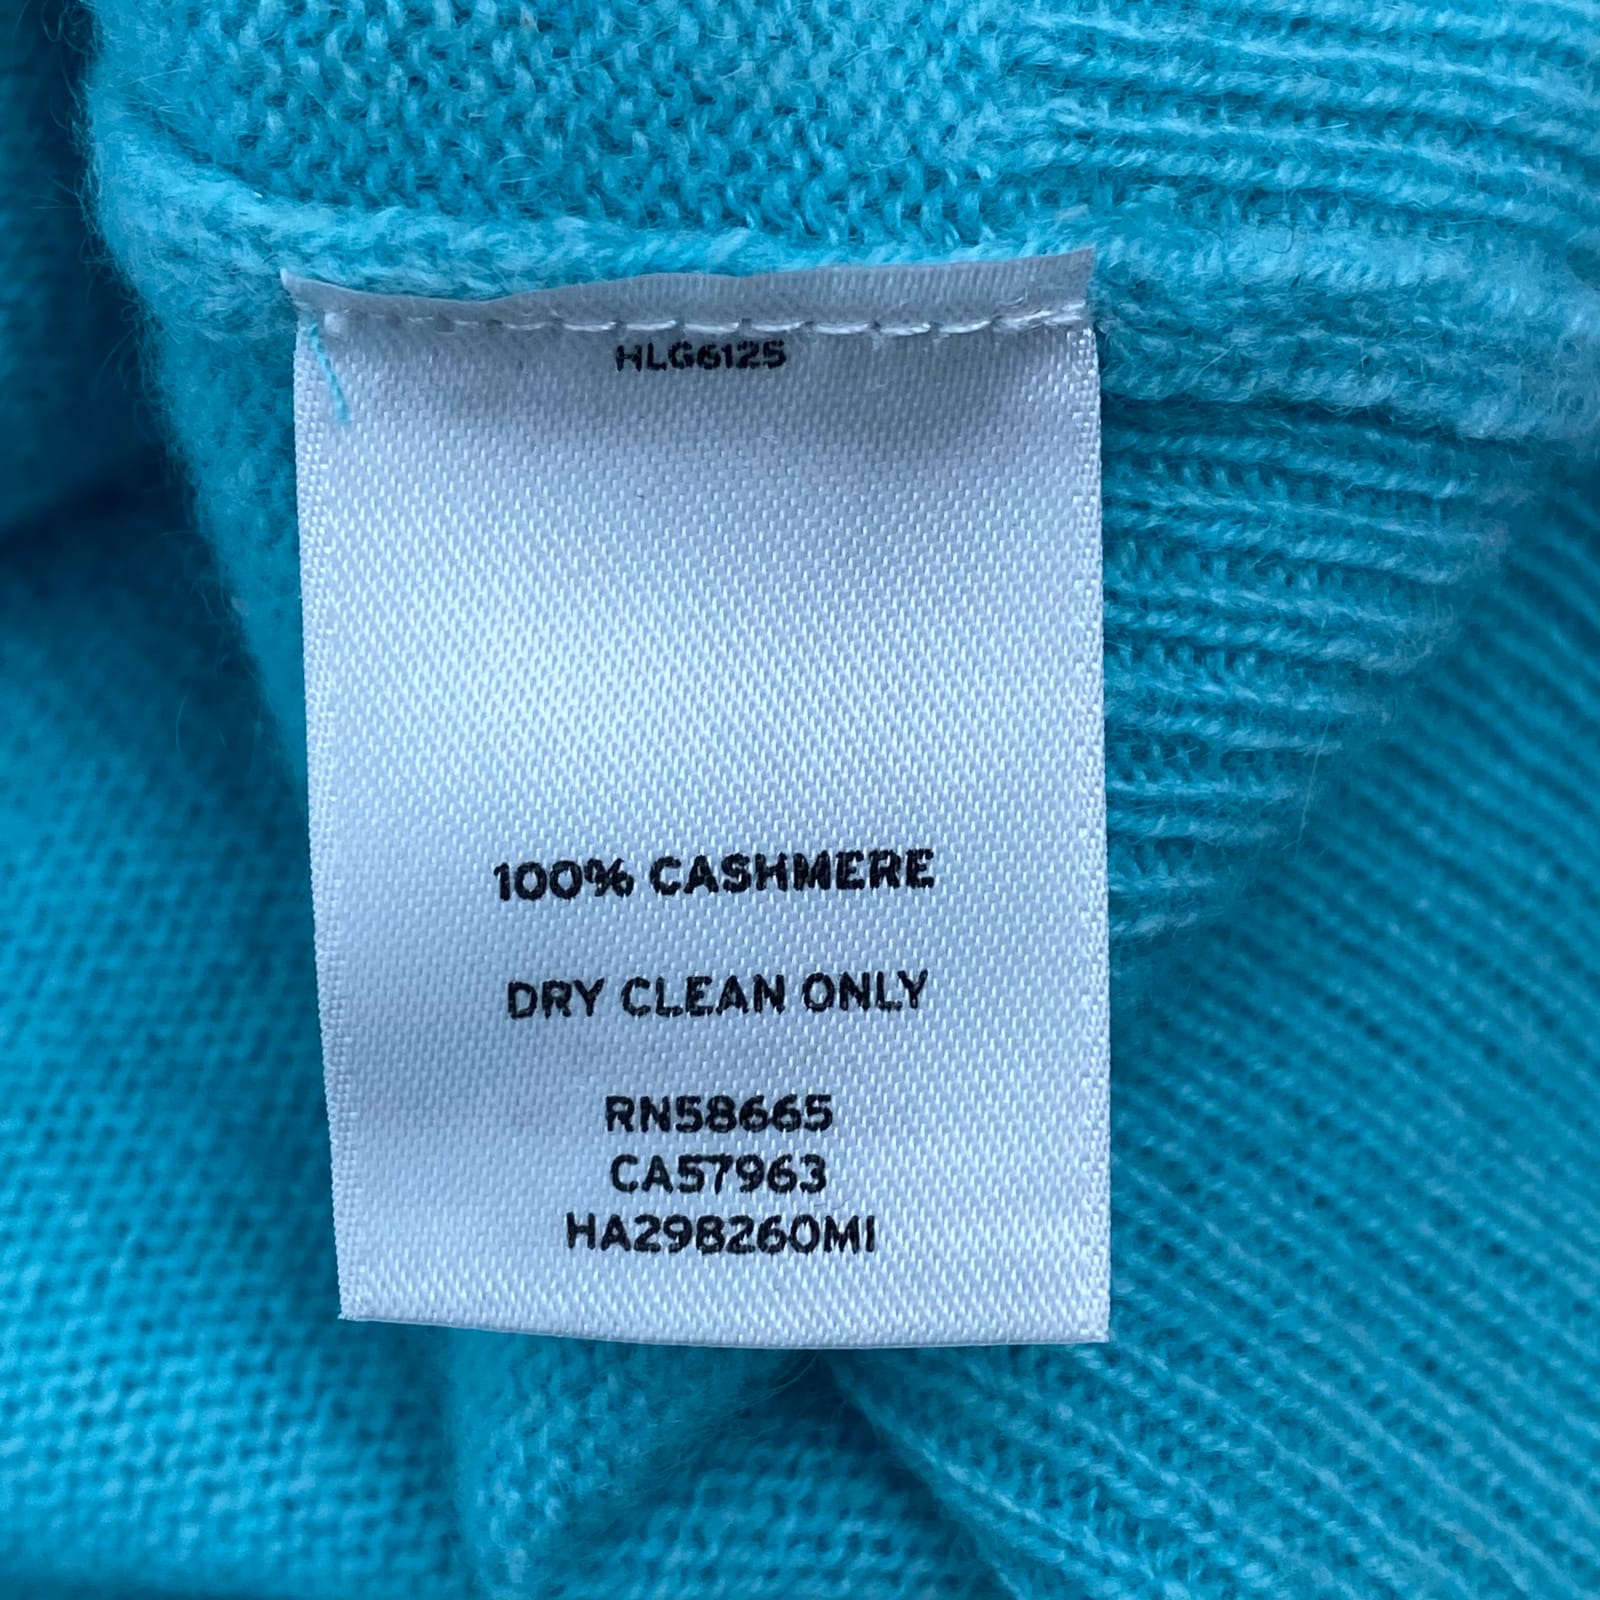 HLG6125
100% CASHMERE
DRY CLEAN ONLY
RN58665
CA57963
HA298260MI